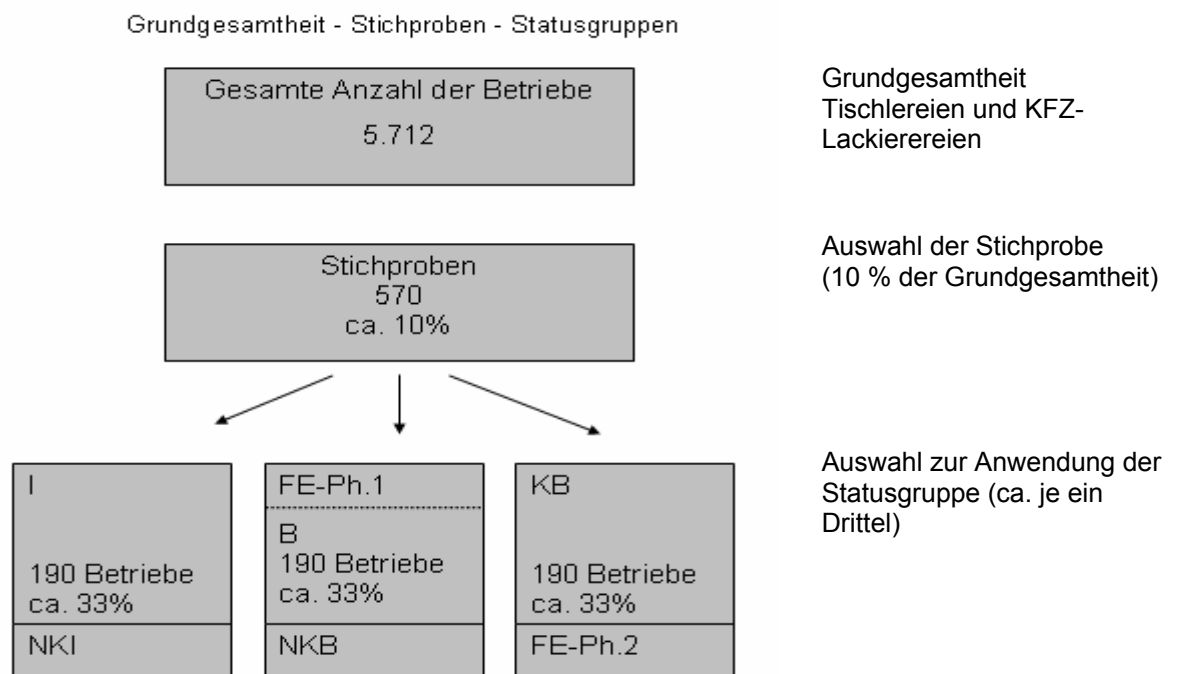 Grundgesamtheit - Stichproben - Statusgruppen
Gesamte Anzahl der Betriebe
5.712
Grundgesamtheit
Tischlereien und KFZ-
Lackierereien
Stichproben
570
ca. 10%
Auswahl der Stichprobe
(10 % der Grundgesamtheit)
I
190 Betriebe
ca. 33%
NKI
FE-Ph.1
B
190 Betriebe
ca. 33%
NKB
KB
190 Betriebe
ca. 33%
FE-Ph.2
Auswahl zur Anwendung der
Statusgruppe (ca. je ein
Drittel)